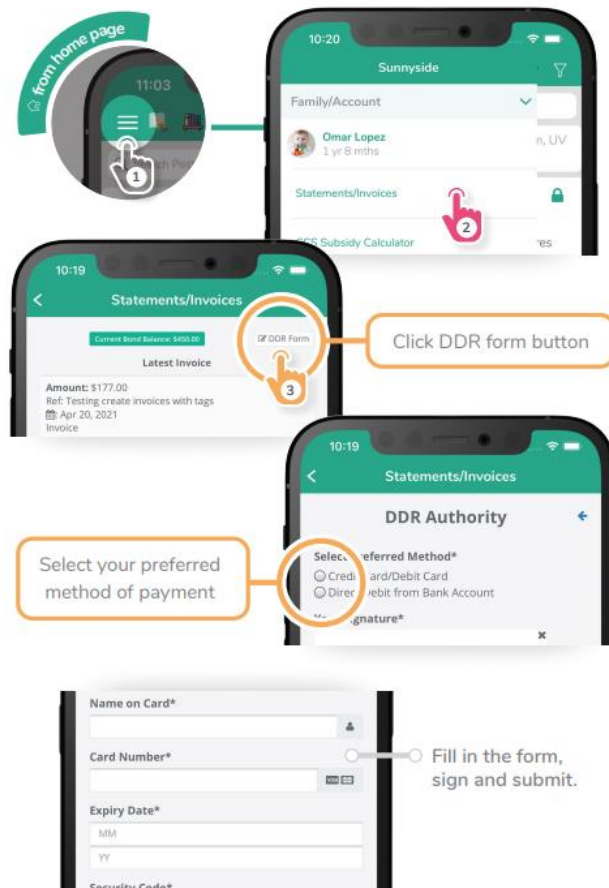 from home page
11:03
1
10:20
Sunnyside
Family/Account
Omar Lopez
1 yr 8 mths
n, UV
Statements/Invoices
2
Subsidy Calculator
res
10:19
Statements/Invoices
Current Bond Balance: $450.00
DDR Form
Latest Invoice
3
Amount: $177.00
Ref: Testing create invoices with tags
: Apr 20, 2021
Invoice
Click DDR form button
10:19
Statements/Invoices
DDR Authority
Select your preferred
method of payment
Preferred Method*
Credit Card/Debit Card
Direct Debit from Bank Account
Signature*
Name on Card*
Card Number*
VISA
Fill in the form,
sign and submit.
Expiry Date*
MM
YY
Security Code*